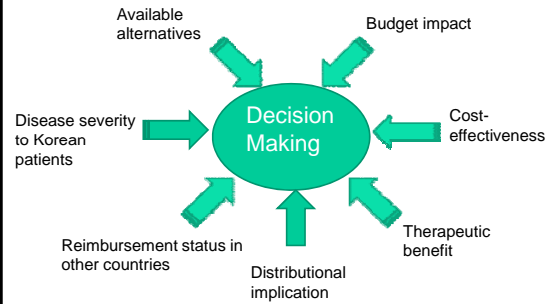 Available
alternatives
Budget impact
Decision
Making
Disease severity
to Korean
patients
Cost-
effectiveness
Reimbursement status in
other countries
Therapeutic
benefit
Distributional
implication